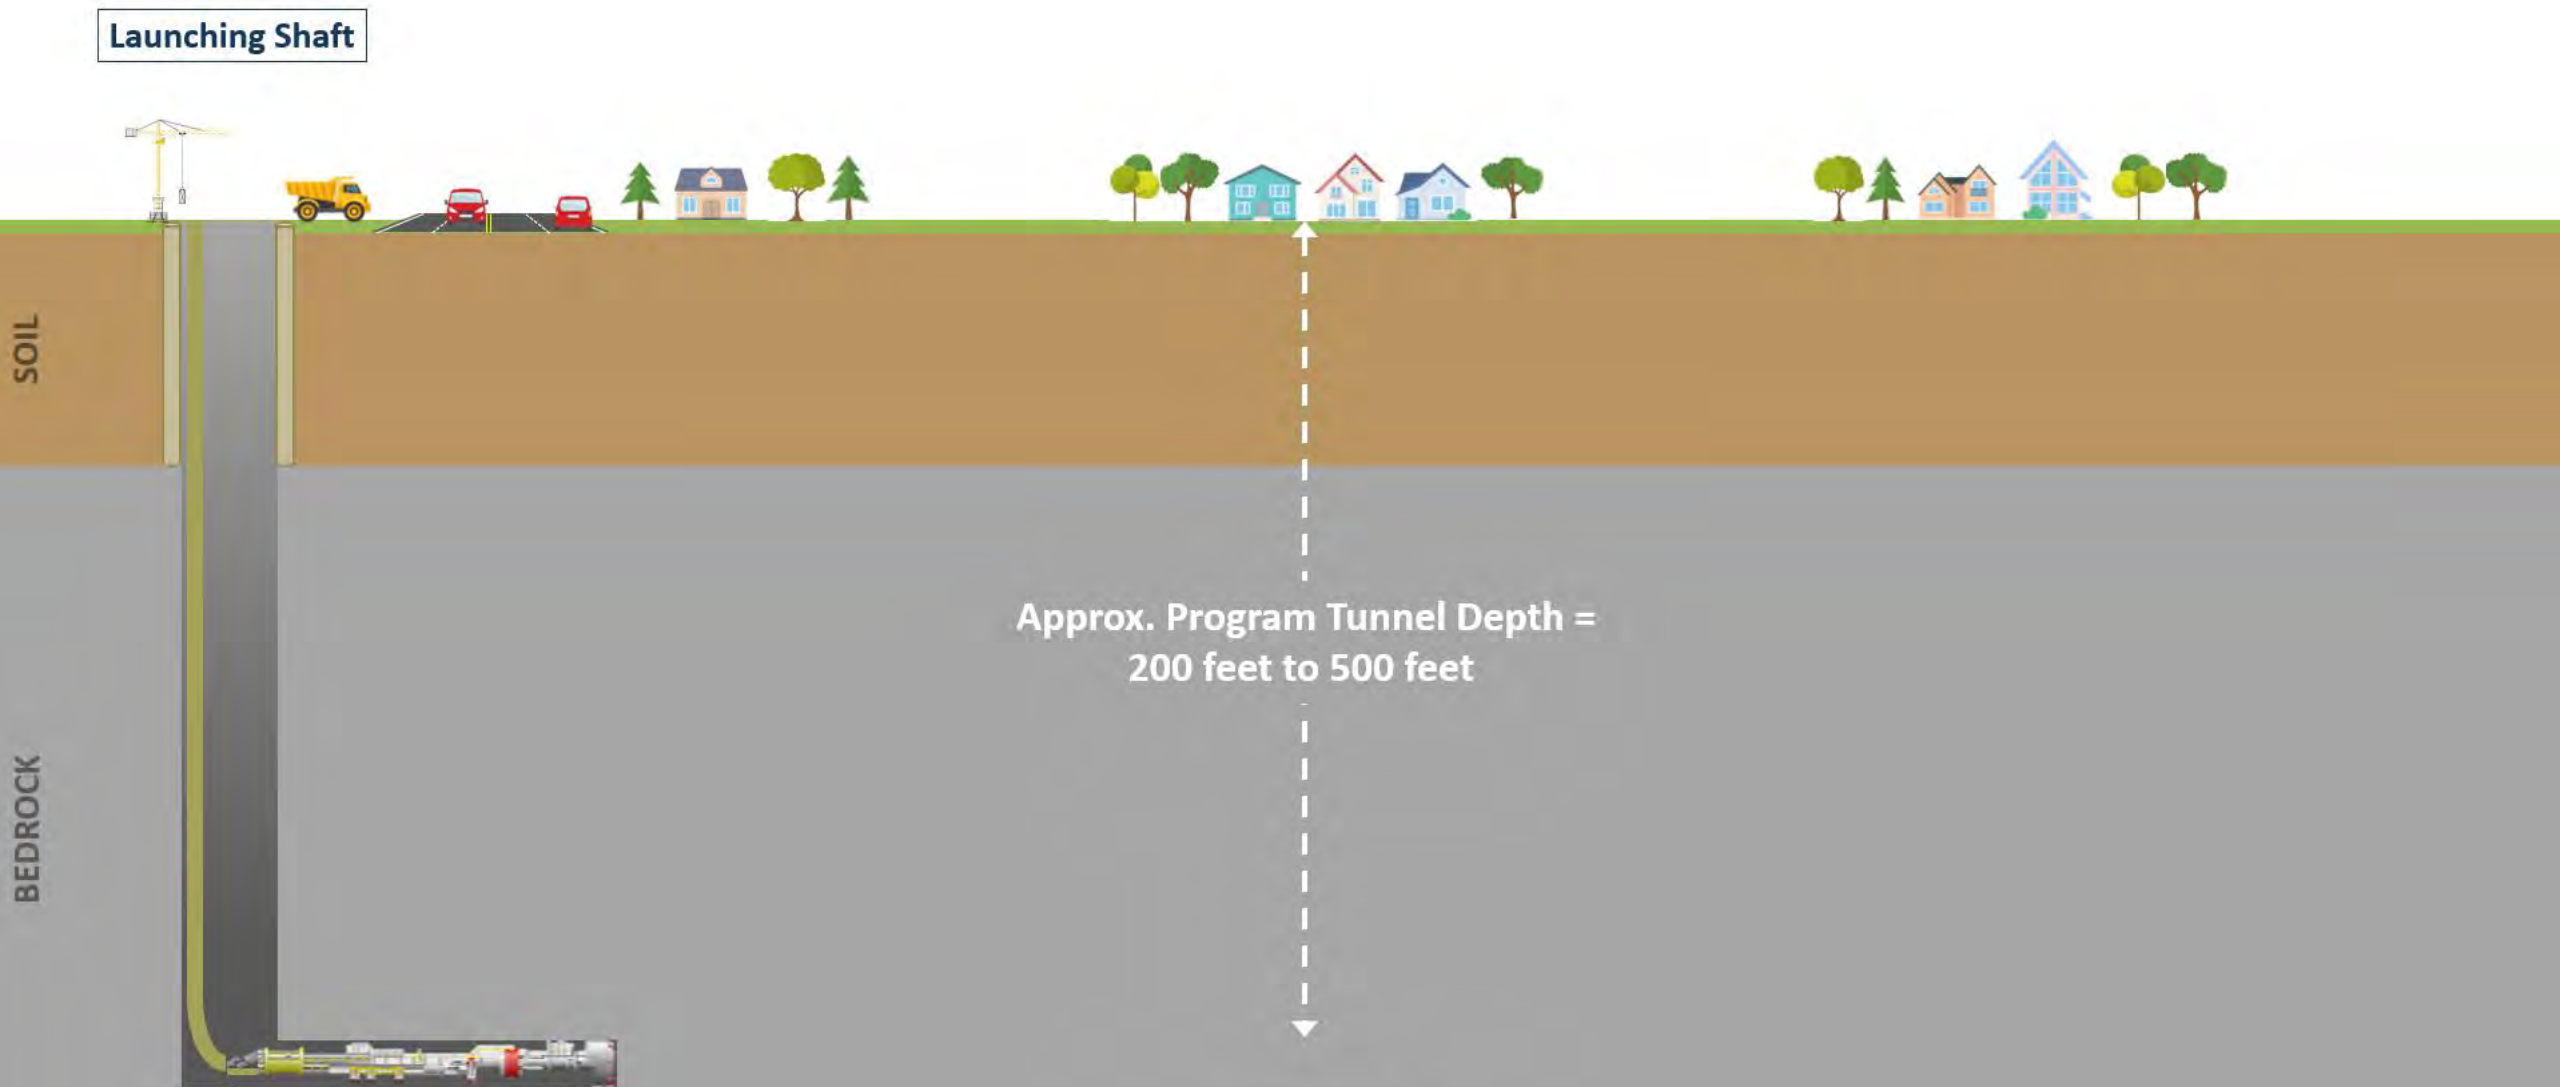 Launching Shaft
SOIL
Approx. Program Tunnel Depth =
200 feet to 500 feet
BEDROCK